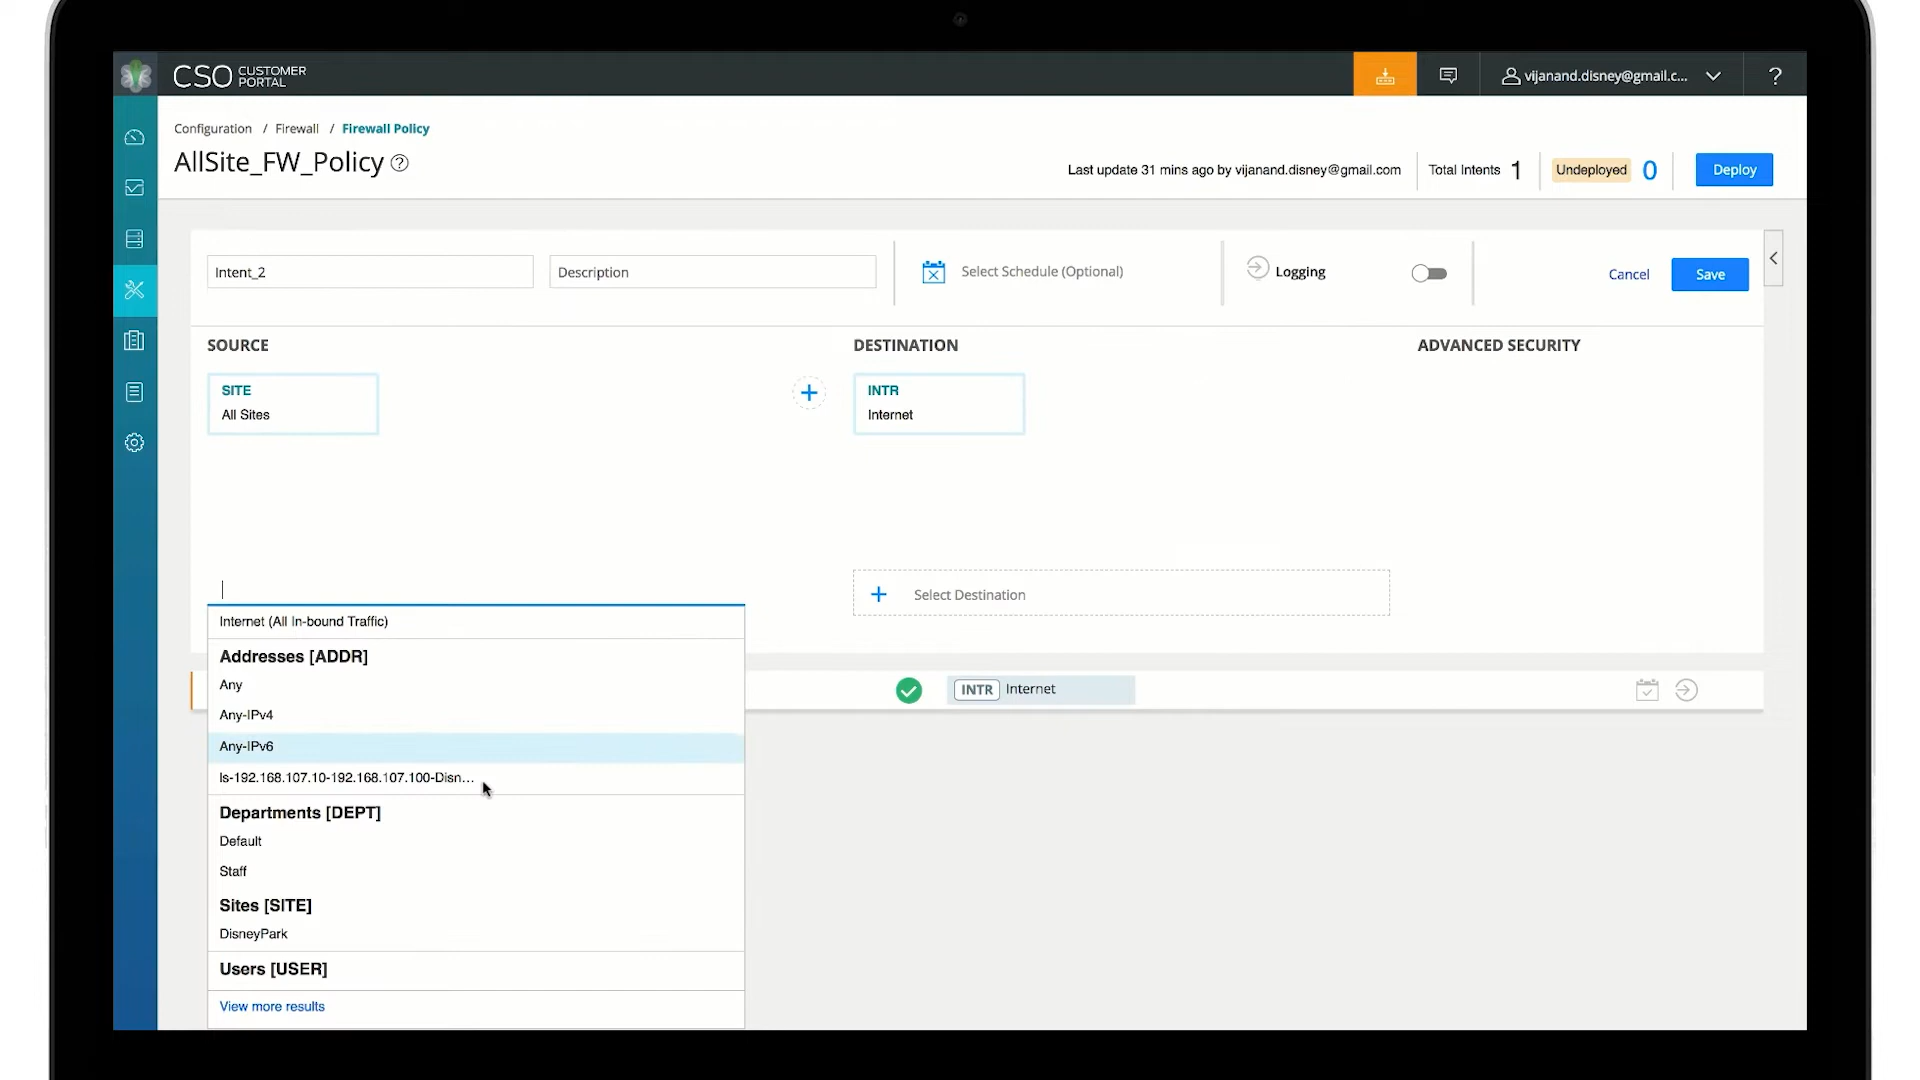 CSO CUSTOMER PORTAL
vijanand.disney@gmail.c...
?
Configuration / Firewall / Firewall Policy
AllSite_FW_Policy ?
Last update 31 mins ago by vijanand.disney@gmail.com
Total Intents 1
Undeployed 0
Deploy
Intent_2
Description
Select Schedule (Optional)
Logging
Cancel
Save
SOURCE
DESTINATION
ADVANCED SECURITY
SITE
All Sites
INTR
Internet
Select Destination
Internet (All In-bound Traffic)
Addresses [ADDR]
Any
Any-IPv4
Any-IPv6
ls-192.168.107.10-192.168.107.100-Disn...
Departments [DEPT]
Default
Staff
Sites [SITE]
DisneyPark
Users [USER]
View more results
INTR Internet